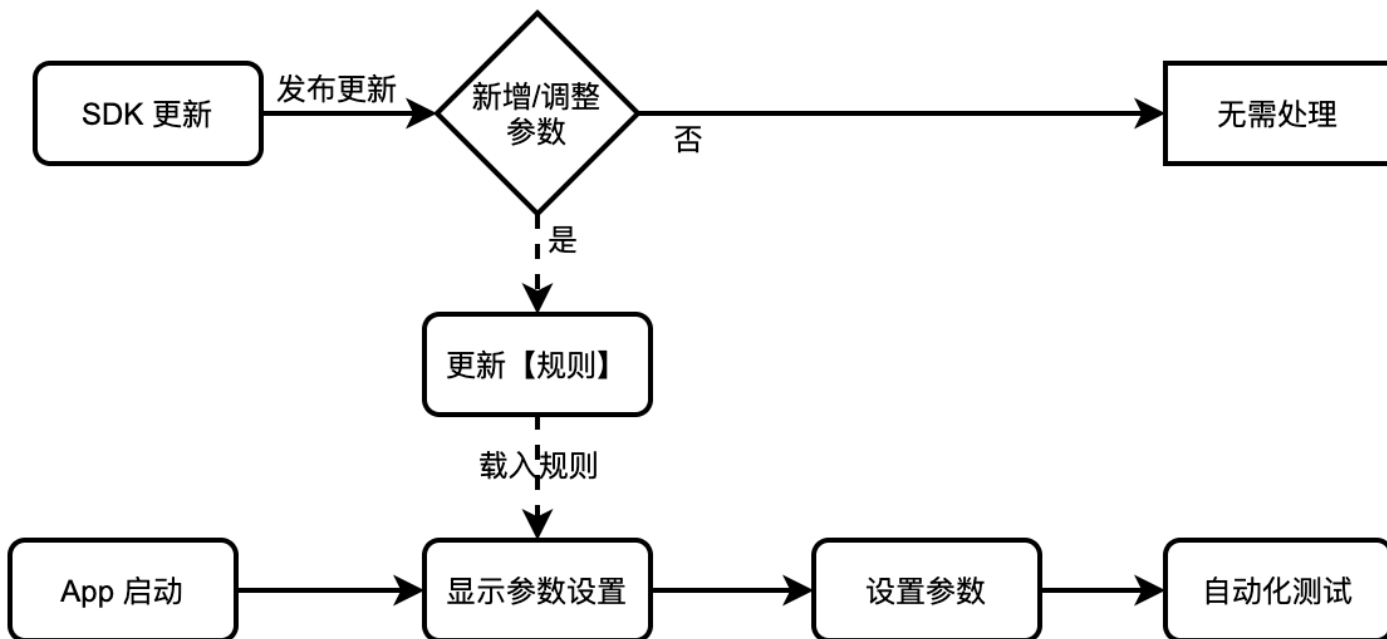 SDK 更新
发布更新
新增/调整
参数
否
无需处理
是
更新【规则】
载入规则
App 启动
显示参数设置
设置参数
自动化测试